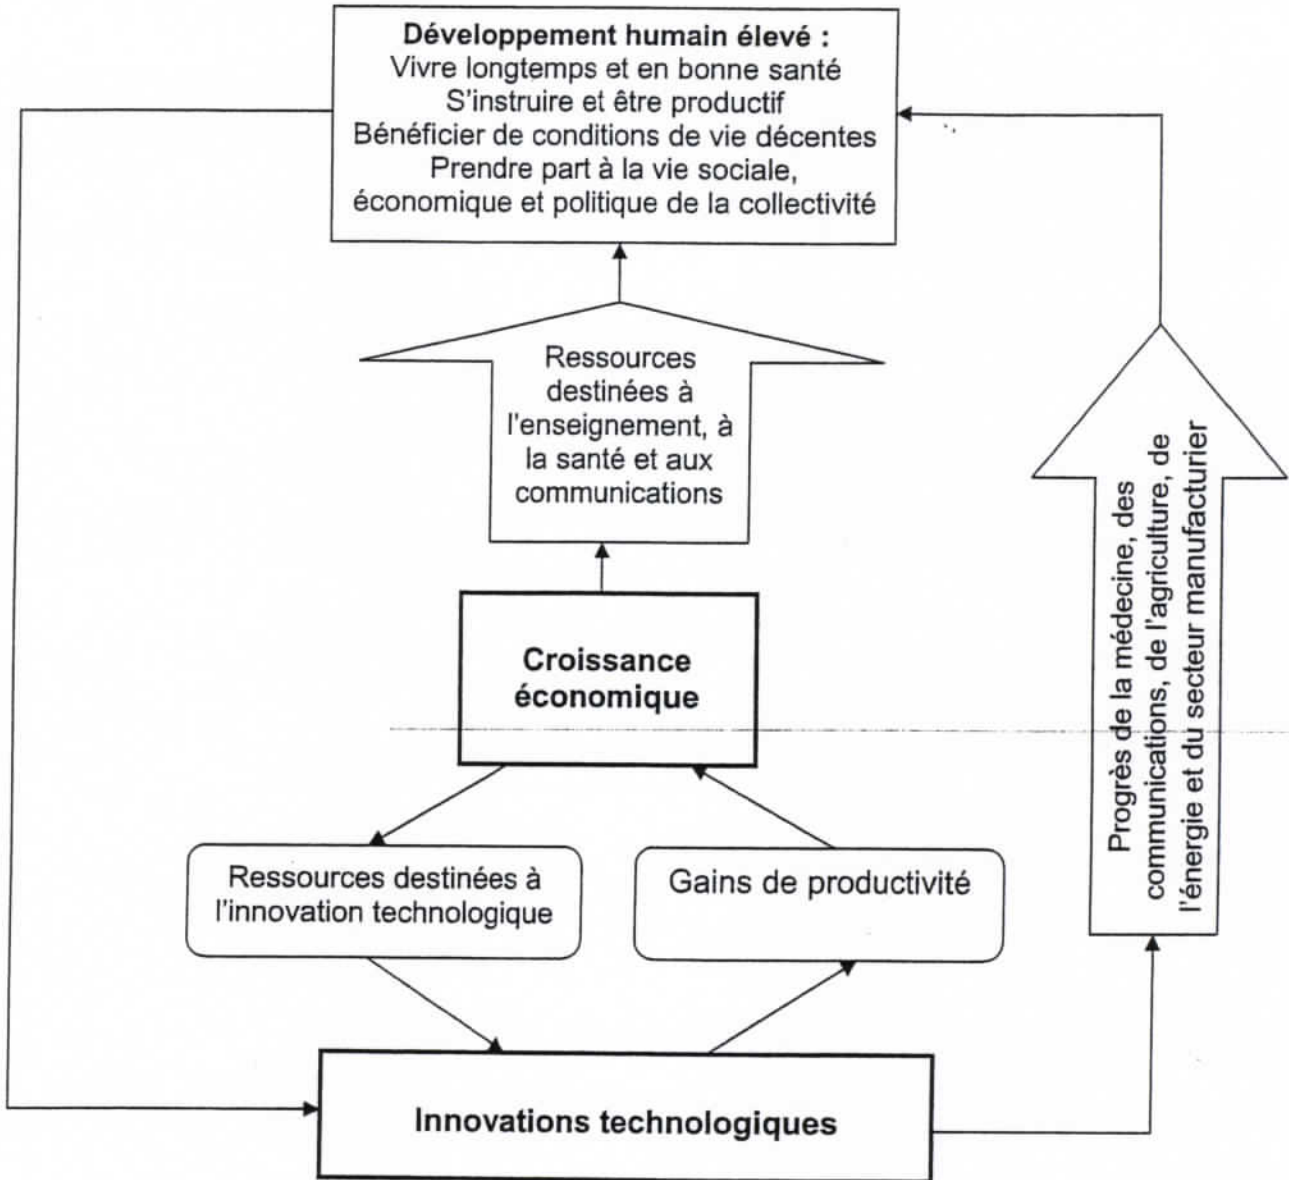 Développement humain élevé :
Vivre longtemps et en bonne santé
S'instruire et être productif
Bénéficier de conditions de vie décentes
Prendre part à la vie sociale,
économique et politique de la collectivité
Ressources
destinées à
l'enseignement, à
la santé et aux
communications
Progrès de la médecine, des
communications, de l'agriculture, de
l'énergie et du secteur manufacturier
Croissance
économique
Ressources destinées à
l'innovation technologique
Gains de productivité
Innovations technologiques